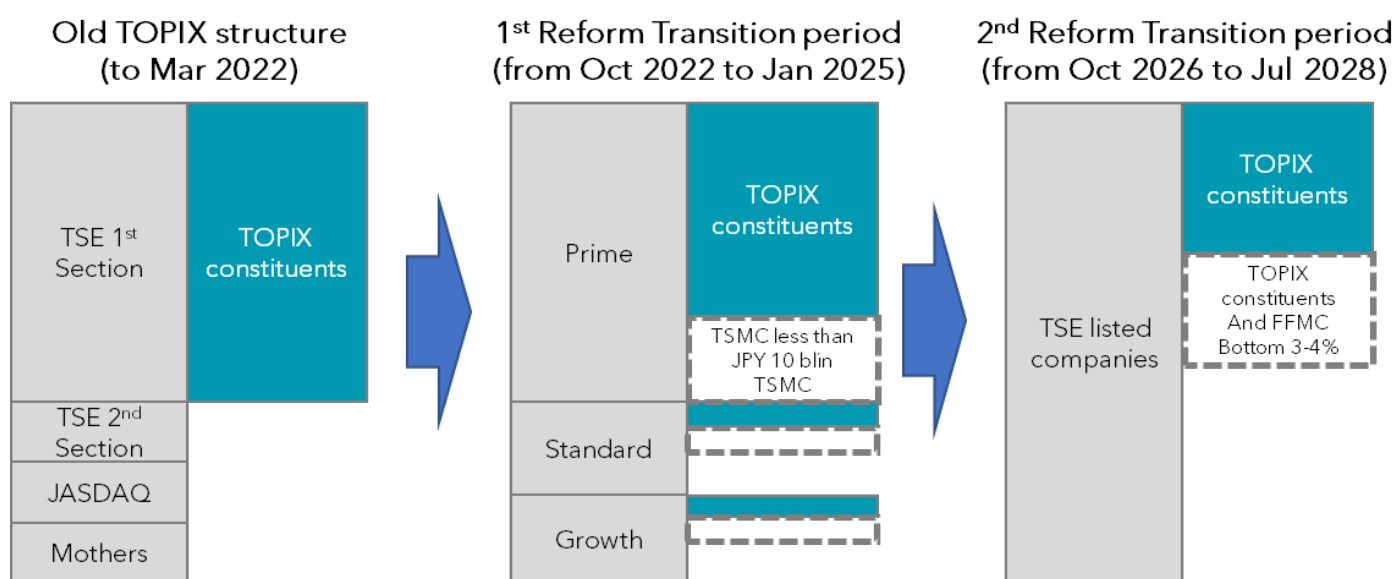 Old TOPIX structure
(to Mar 2022)
TSE 1st
Section
TOPIX
constituents
TSE 2nd
Section
JASDAQ
Mothers
1st Reform Transition period
(from Oct 2022 to Jan 2025)
Prime
TOPIX
constituents
TSMC less than
JPY 10 blin
TSMC
Standard
Growth
2nd Reform Transition period
(from Oct 2026 to Jul 2028)
TSE listed
companies
TOPIX
constituents
TOPIX
constituents
And FFMC
Bottom 3-4%